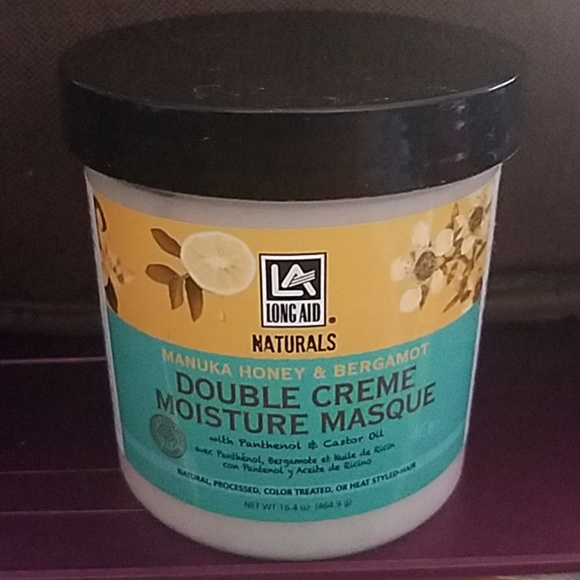 LA
LONG AID
NATURALS
MANUKA HONEY & BERGAMOT
DOUBLE CREME
MOISTURE MASQUE
with Panthenol & Castor Oil
avec Panthénol, Bergamote et Huile de Ricin
con Pantenol y Aceite de Ricino
NATURAL, PROCESSED, COLOR TREATED, OR HEAT STYLED HAIR
NET WT 16.4 oz. (464.9 g)